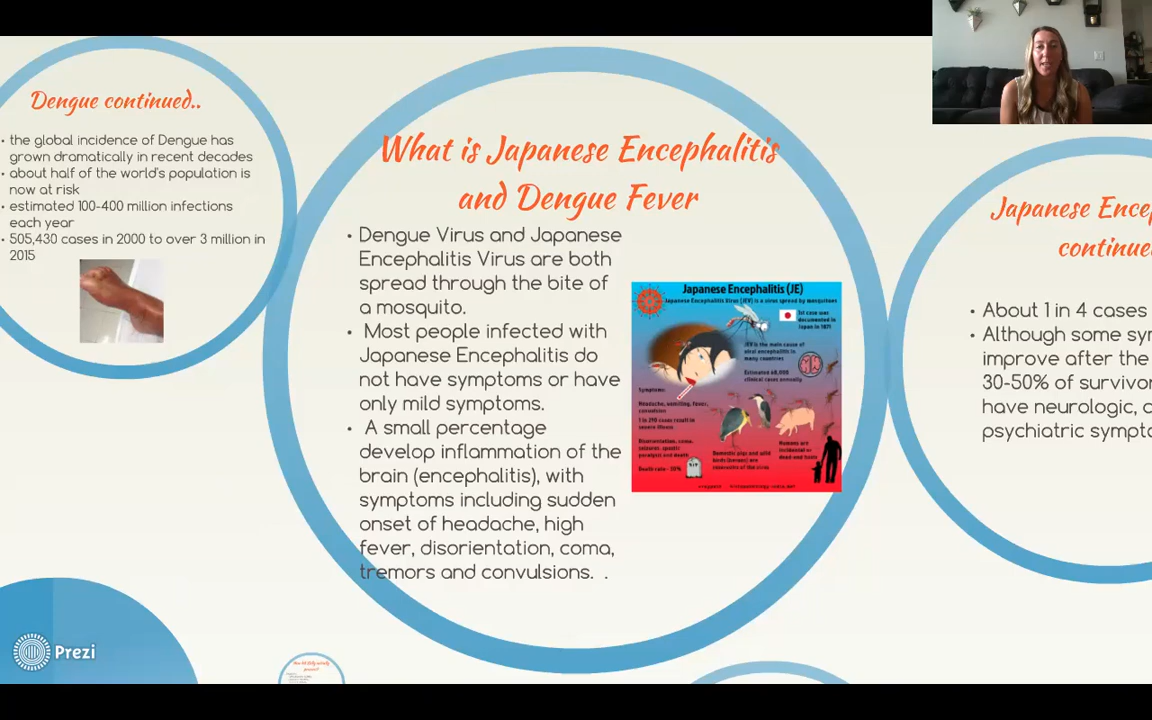 Dengue continued..
• the global incidence of Dengue has
grown dramatically in recent decades
• about half of the world's population is
now at risk
• estimated 100-400 million infections
each year
• 505,430 cases in 2000 to over 3 million in
2015
What is Japanese Encephalitis
and Dengue Fever
• Dengue Virus and Japanese
Encephalitis Virus are both
spread through the bite of
a mosquito.
• Most people infected with
Japanese Encephalitis do
not have symptoms or have
only mild symptoms.
• A small percentage
develop inflammation of the
brain (encephalitis), with
symptoms including sudden
onset of headache, high
fever, disorientation, coma,
tremors and convulsions. .
Japanese Encephalitis (JE)
Japanese Encephalitis Virus (JEV) is a virus spread by mosquitoes
1st case was
documented in
Japan in 1871
JEV is the main cause of
viral encephalitis in
many countries
Estimated 68,000
clinical cases annually
Symptoms:
Headache, vomiting, fever,
convulsion
1 in 250 cases result in
severe illness
Disorientation, coma,
seizures, spastic
paralysis and death
Death rate - 30%
RIP
Domestic pigs and wild
birds (herons) are
reservoirs of the virus
Humans are
incidental or
dead-end hosts
Japanese Ence
continue
• About 1 in 4 cases
• Although some sy
improve after the
30-50% of survivo
have neurologic, c
psychiatric sympto
Prezi